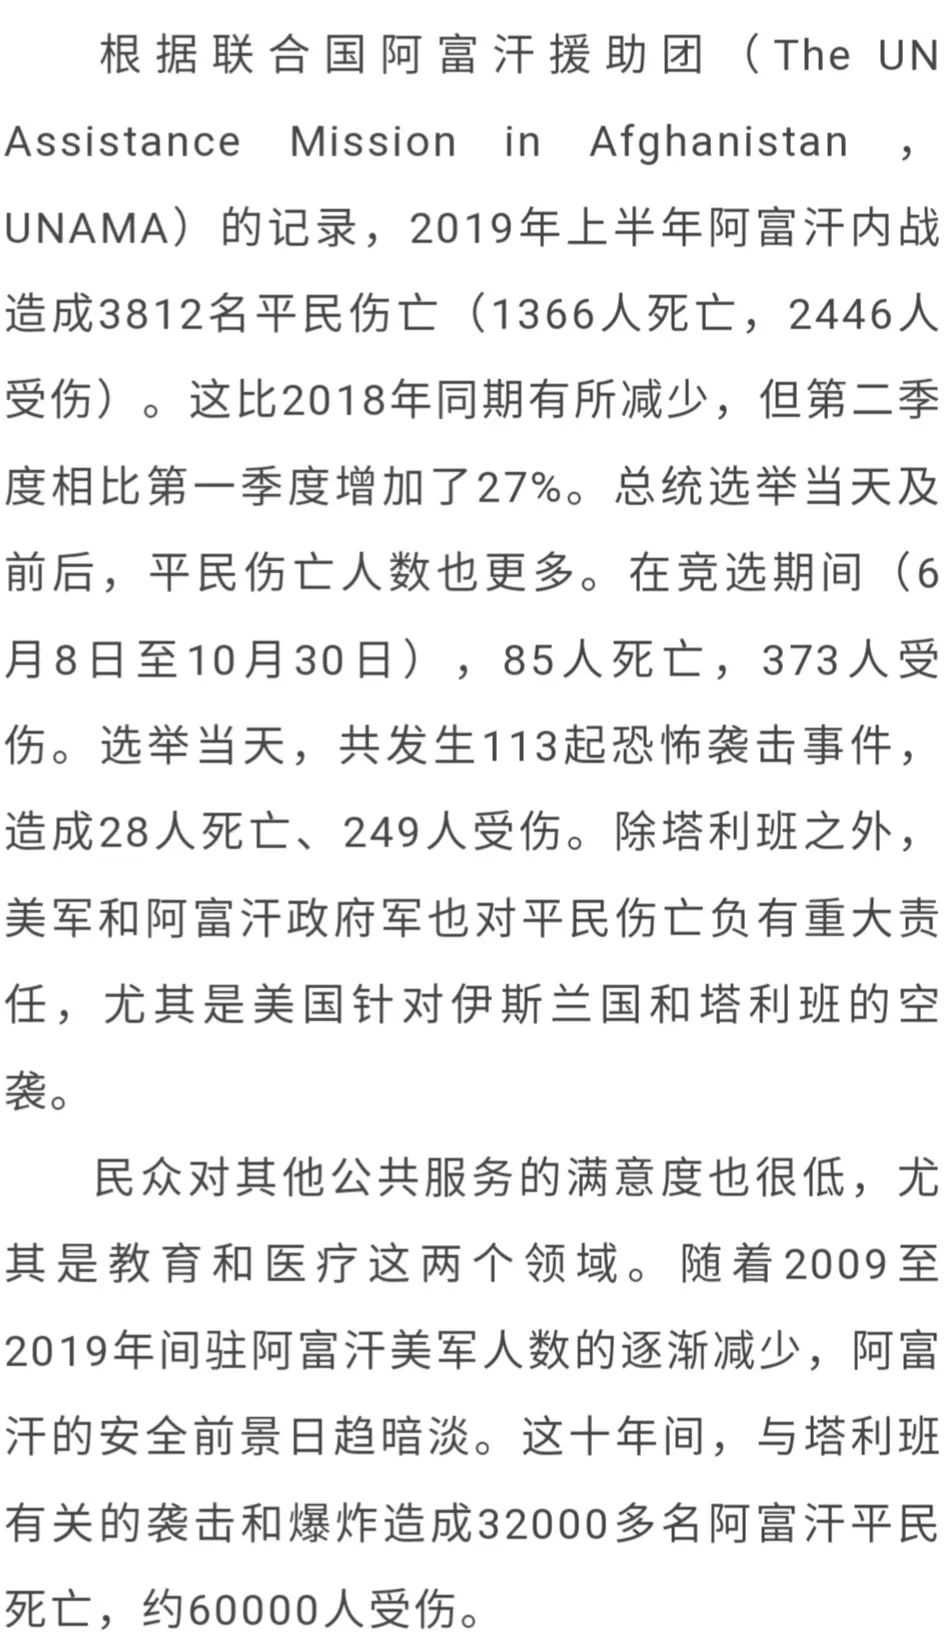 根据联合国阿富汗援助团（The UN
Assistance Mission in Afghanistan，
UNAMA）的记录，2019年上半年阿富汗内战
造成3812名平民伤亡（1366人死亡，2446人
受伤）。这比2018年同期有所减少，但第二季
度相比第一季度增加了27%。总统选举当天及
前后，平民伤亡人数也更多。在竞选期间（6
月8日至10月30日），85人死亡，373人受
伤。选举当天，共发生113起恐怖袭击事件，
造成28人死亡、249人受伤。除塔利班之外，
美军和阿富汗政府军也对平民伤亡负有重大责
任，尤其是美国针对伊斯兰国和塔利班的空
袭。
民众对其他公共服务的满意度也很低，尤
其是教育和医疗这两个领域。随着2009至
2019年间驻阿富汗美军人数的逐渐减少，阿富
汗的安全前景日趋暗淡。这十年间，与塔利班
有关的袭击和爆炸造成32000多名阿富汗平民
死亡，约60000人受伤。